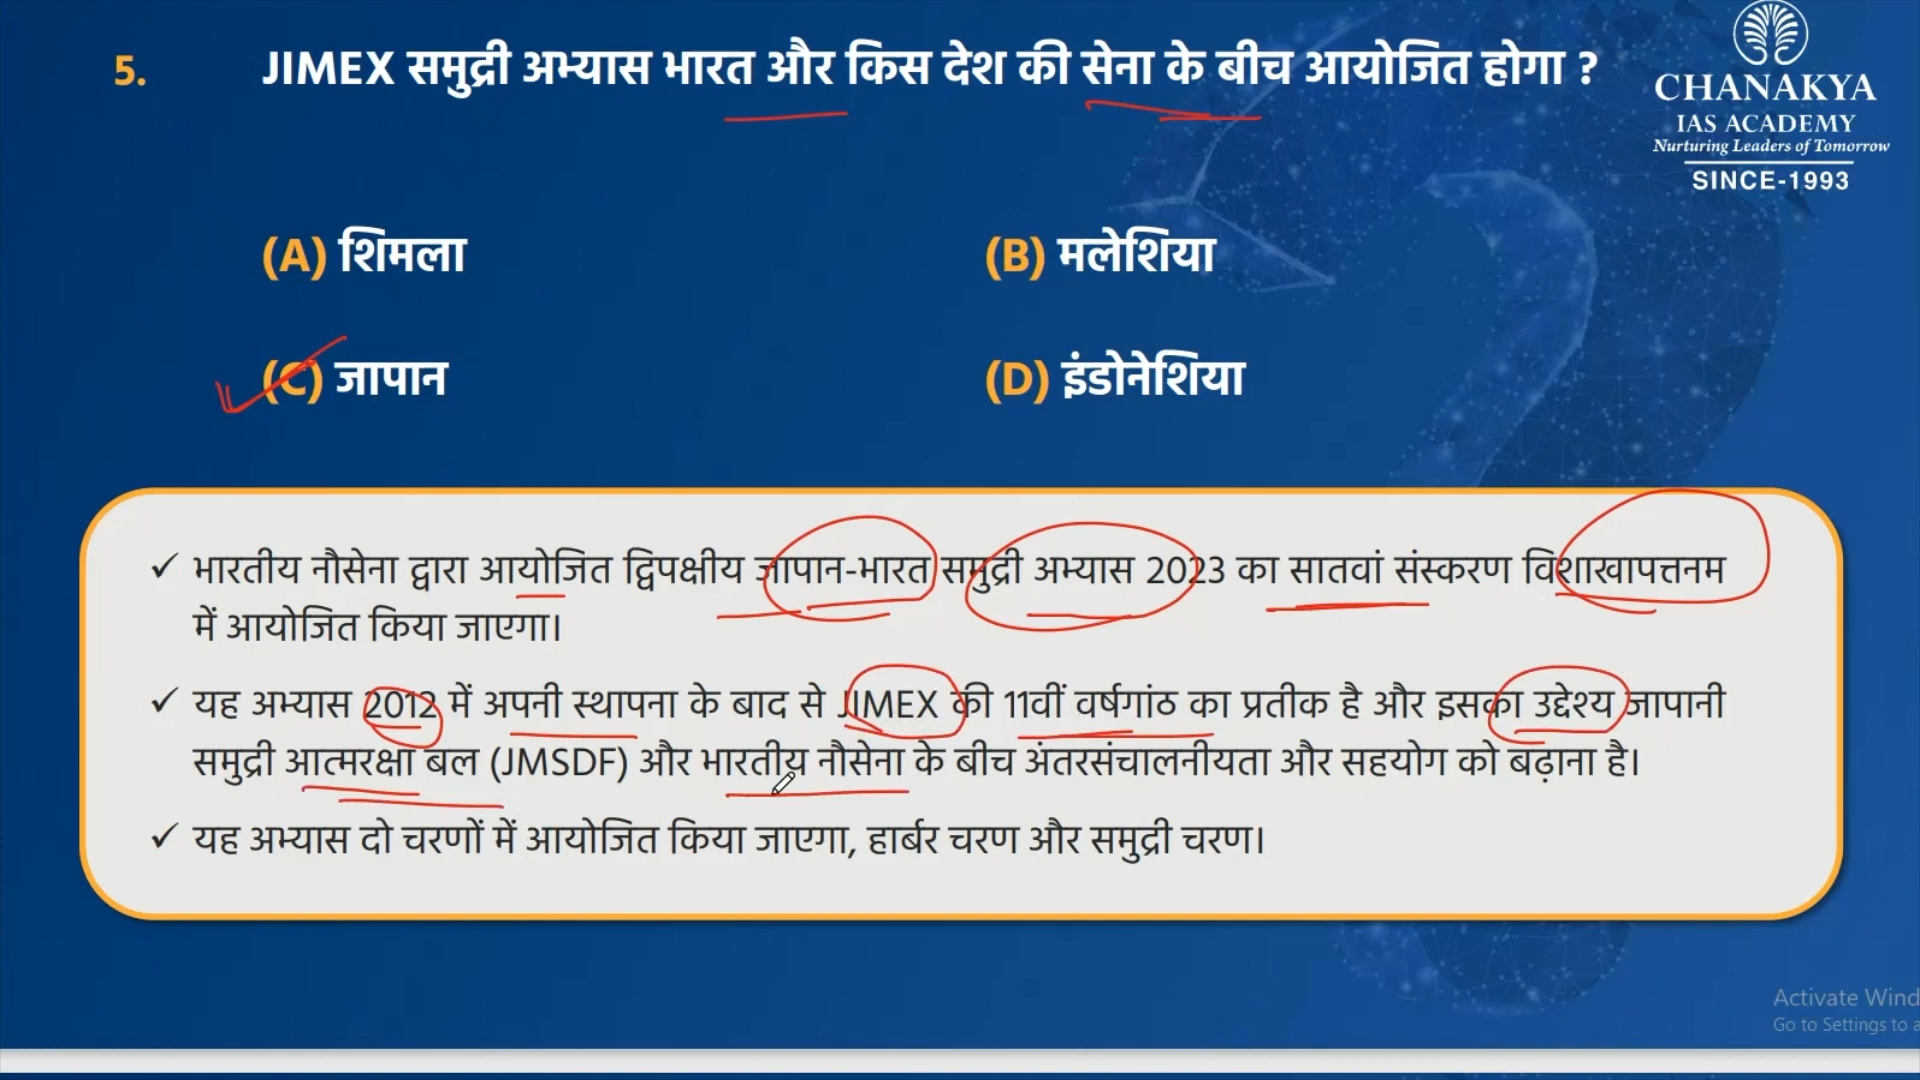 5. JIMEX समुद्री अभ्यास भारत और किस देश की सेना के बीच आयोजित होगा ?
CHANAKYA
IAS ACADEMY
Nurturing Leaders of Tomorrow
SINCE-1993
(A) शिमला
(B) मलेशिया
(C) जापान
(D) इंडोनेशिया
✓ भारतीय नौसेना द्वारा आयोजित द्विपक्षीय जापान-भारत समुद्री अभ्यास 2023 का सातवां संस्करण विशाखापत्तनम
में आयोजित किया जाएगा।
✓ यह अभ्यास 2012 में अपनी स्थापना के बाद से JIMEX की 11वीं वर्षगांठ का प्रतीक है और इसका उद्देश्य जापानी
समुद्री आत्मरक्षा बल (JMSDF) और भारतीय नौसेना के बीच अंतरसंचालनीयता और सहयोग को बढ़ाना है।
✓ यह अभ्यास दो चरणों में आयोजित किया जाएगा, हार्बर चरण और समुद्री चरण।
Activate Wind
Go to Settings to a